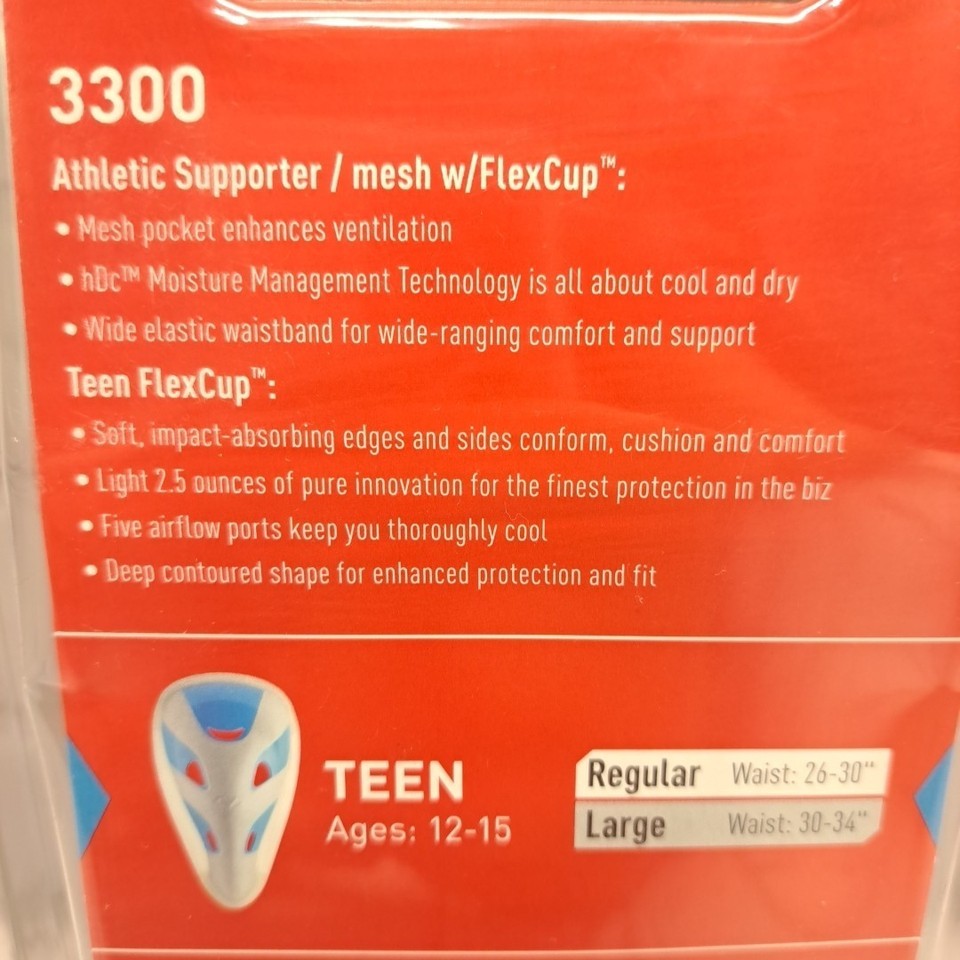 3300
Athletic Supporter / mesh w/FlexCup™:
• Mesh pocket enhances ventilation
• hDc™ Moisture Management Technology is all about cool and dry
• Wide elastic waistband for wide-ranging comfort and support
Teen FlexCup™:
• Soft, impact-absorbing edges and sides conform, cushion and comfort
• Light 2.5 ounces of pure innovation for the finest protection in the biz
• Five airflow ports keep you thoroughly cool
• Deep contoured shape for enhanced protection and fit
TEEN
Ages: 12-15
Regular Waist: 26-30"
Large Waist: 30-34"